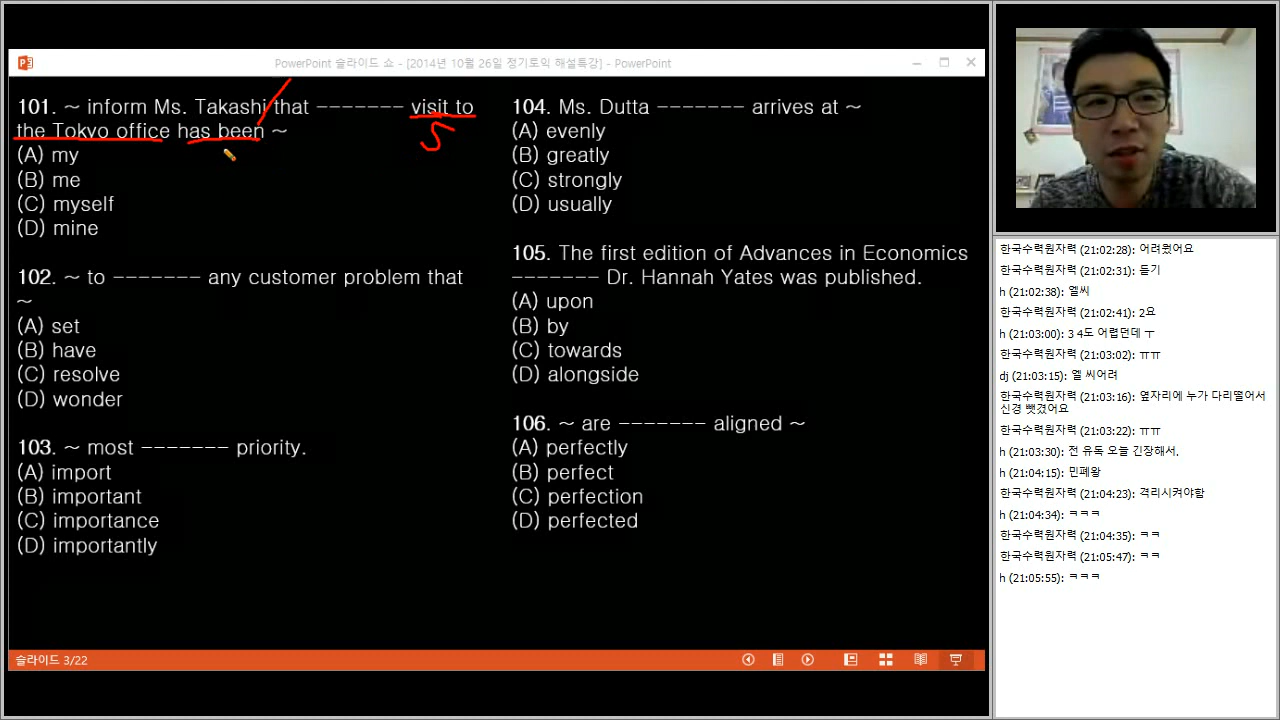 PowerPoint 슬라이드 쇼 - [2014년 10월 26일 정기토익 해설특강] - PowerPoint
101. ~ inform Ms. Takashi that ------- visit to
the Tokyo office has been ~
(A) my
(B) me
(C) myself
(D) mine
102. ~ to ------- any customer problem that
~
(A) set
(B) have
(C) resolve
(D) wonder
103. ~ most ------- priority.
(A) import
(B) important
(C) importance
(D) importantly
S
104. Ms. Dutta ------- arrives at ~
(A) evenly
(B) greatly
(C) strongly
(D) usually
105. The first edition of Advances in Economics
------- Dr. Hannah Yates was published.
(A) upon
(B) by
(C) towards
(D) alongside
106. ~ are ------- aligned ~
(A) perfectly
(B) perfect
(C) perfection
(D) perfected
슬라이드 3/22
한국수력원자력 (21:02:28): 어려웠어요
한국수력원자력 (21:02:31): 듣기
h (21:02:38): 엘씨
한국수력원자력 (21:02:41): 2요
h (21:03:00): 3 4도 어렵던데 ㅜ
한국수력원자력 (21:03:02): ㅠㅠ
dj (21:03:15): 엘 씨어려
한국수력원자력 (21:03:16): 옆자리에 누가 다리떨어서
신경 뺏겼어요
한국수력원자력 (21:03:22): ㅠㅠ
h (21:03:30): 전 유독 오늘 긴장해서.
h (21:04:15): 민폐왕
한국수력원자력 (21:04:23): 격리시켜야함
h (21:04:34): ㅋㅋㅋ
한국수력원자력 (21:04:35): ㅋㅋ
한국수력원자력 (21:05:47): ㅋㅋ
h (21:05:55): ㅋㅋㅋ